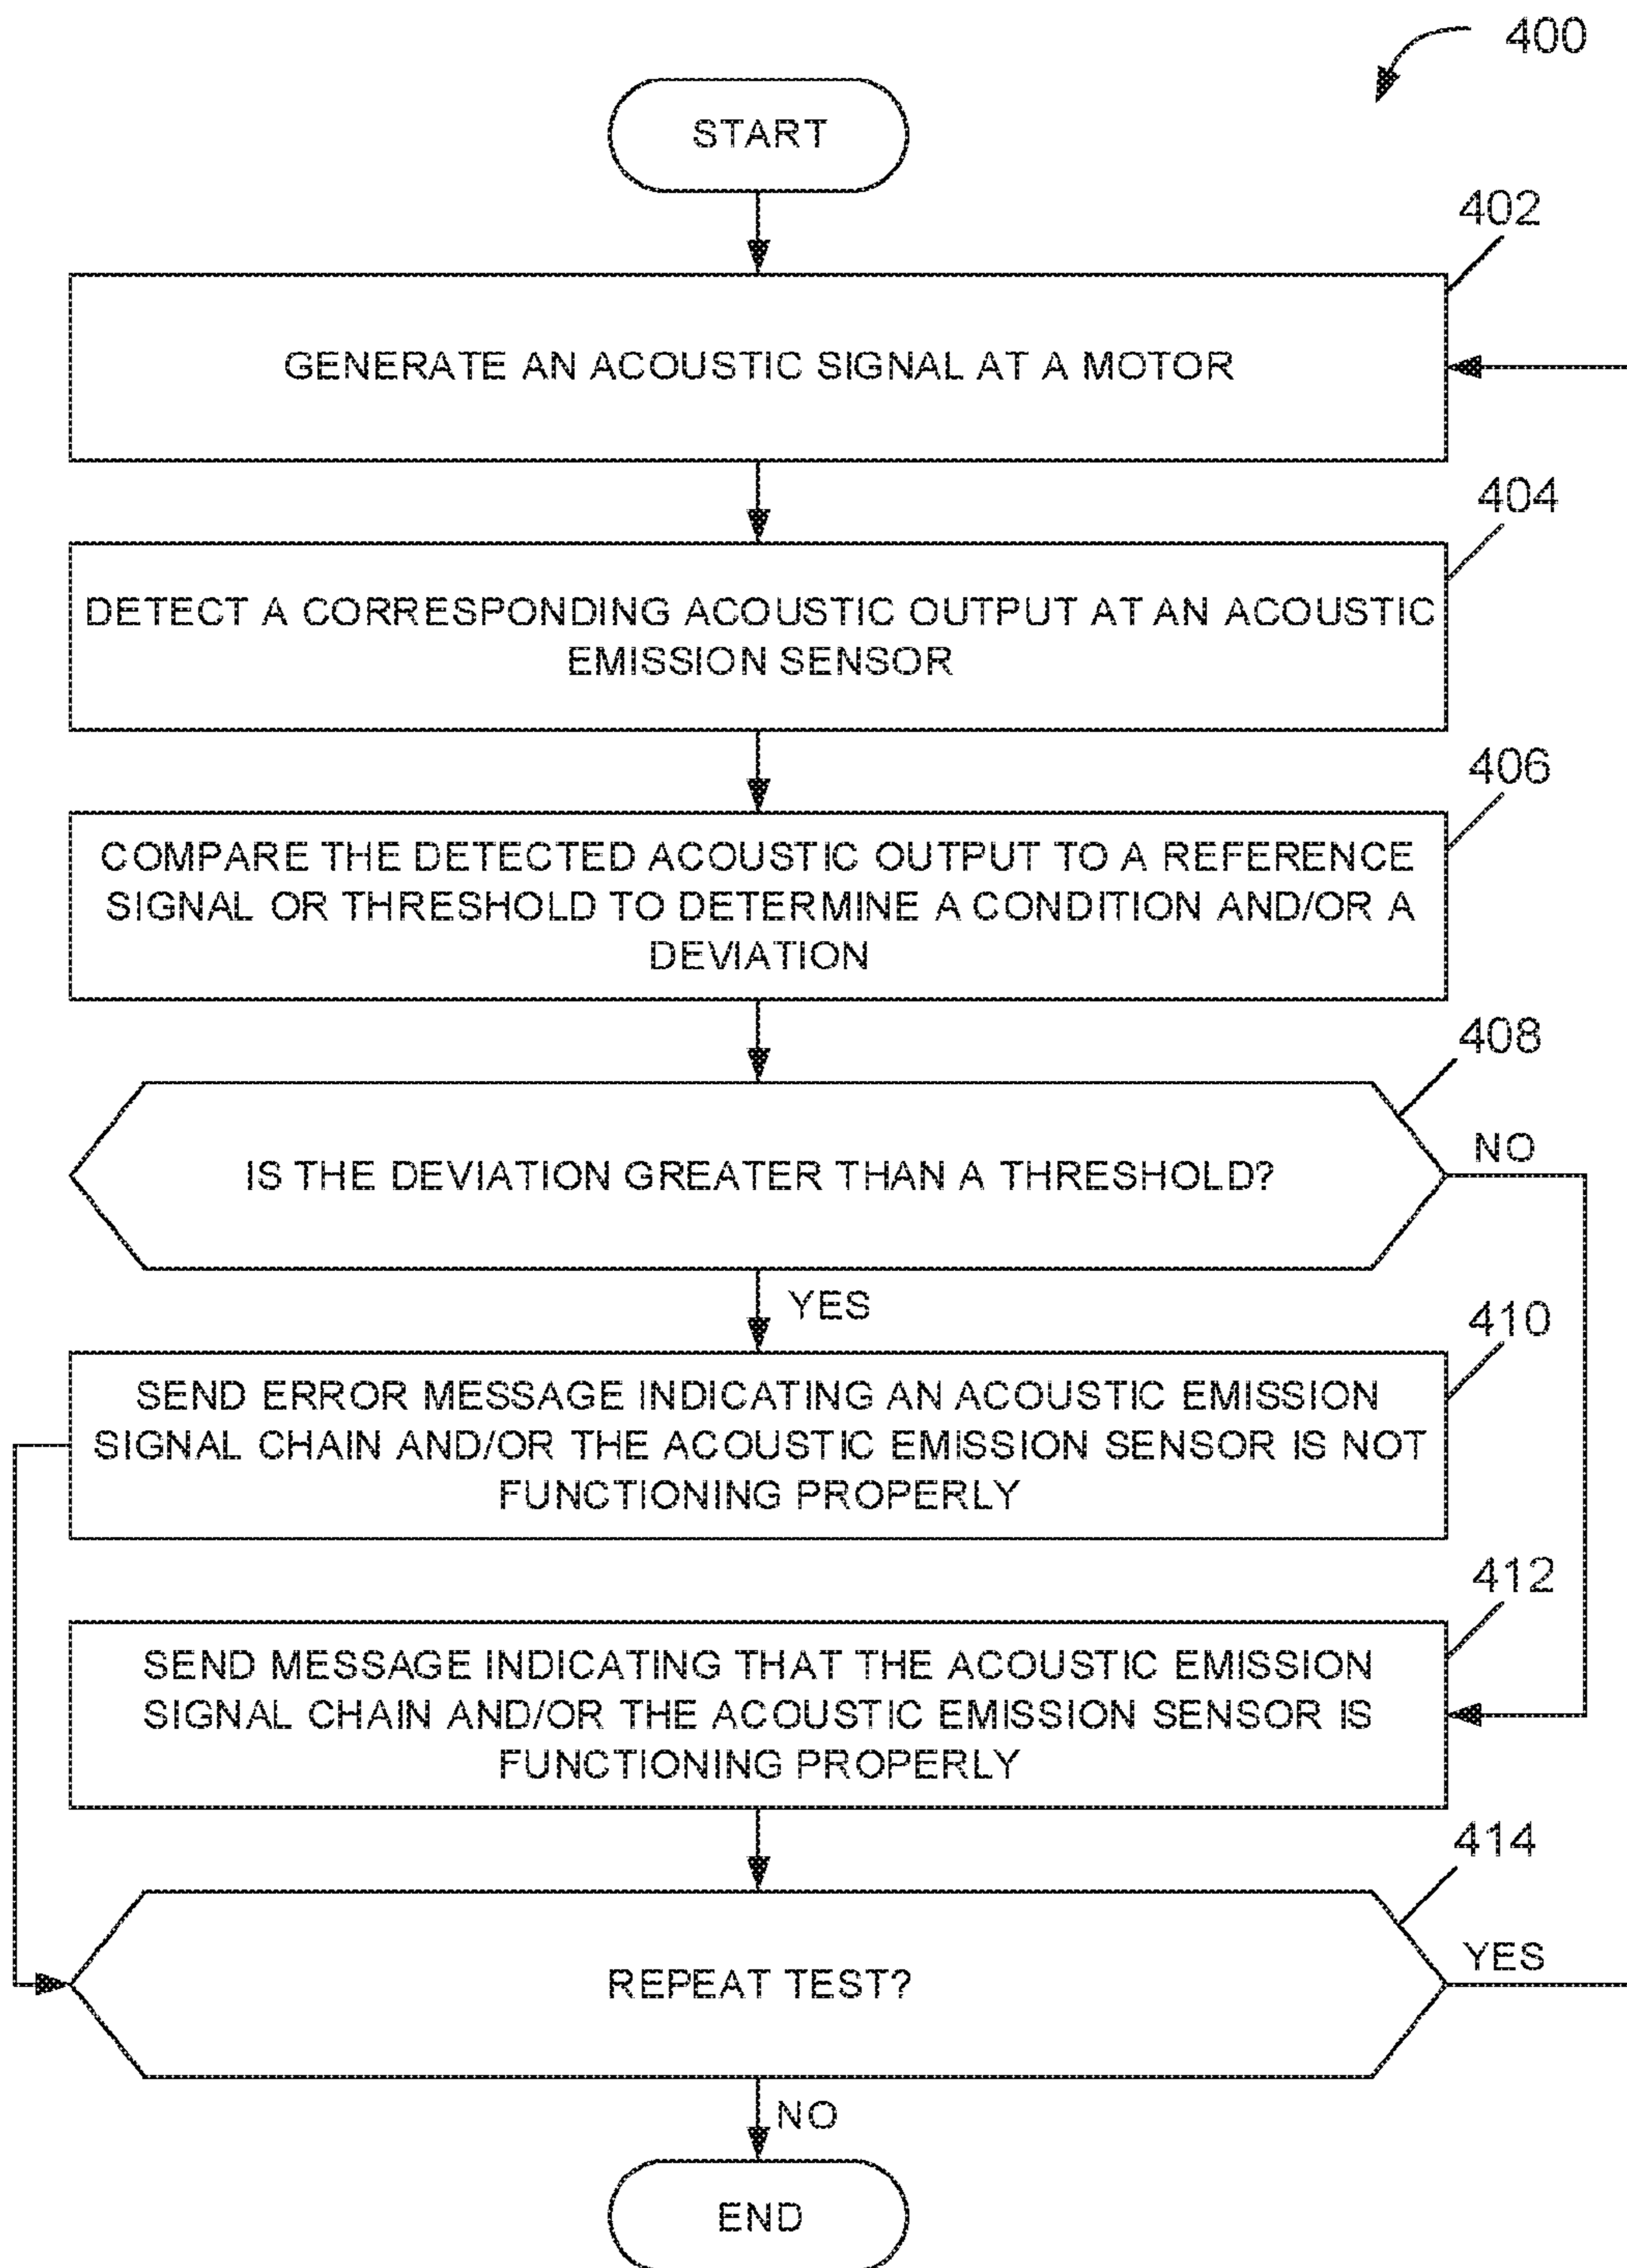 400
START
402
GENERATE AN ACOUSTIC SIGNAL AT A MOTOR
404
DETECT A CORRESPONDING ACOUSTIC OUTPUT AT AN ACOUSTIC
EMISSION SENSOR
406
COMPARE THE DETECTED ACOUSTIC OUTPUT TO A REFERENCE
SIGNAL OR THRESHOLD TO DETERMINE A CONDITION AND/OR A
DEVIATION
408
IS THE DEVIATION GREATER THAN A THRESHOLD?
NO
YES
410
SEND ERROR MESSAGE INDICATING AN ACOUSTIC EMISSION
SIGNAL CHAIN AND/OR THE ACOUSTIC EMISSION SENSOR IS NOT
FUNCTIONING PROPERLY
412
SEND MESSAGE INDICATING THAT THE ACOUSTIC EMISSION
SIGNAL CHAIN AND/OR THE ACOUSTIC EMISSION SENSOR IS
FUNCTIONING PROPERLY
414
REPEAT TEST?
YES
NO
END